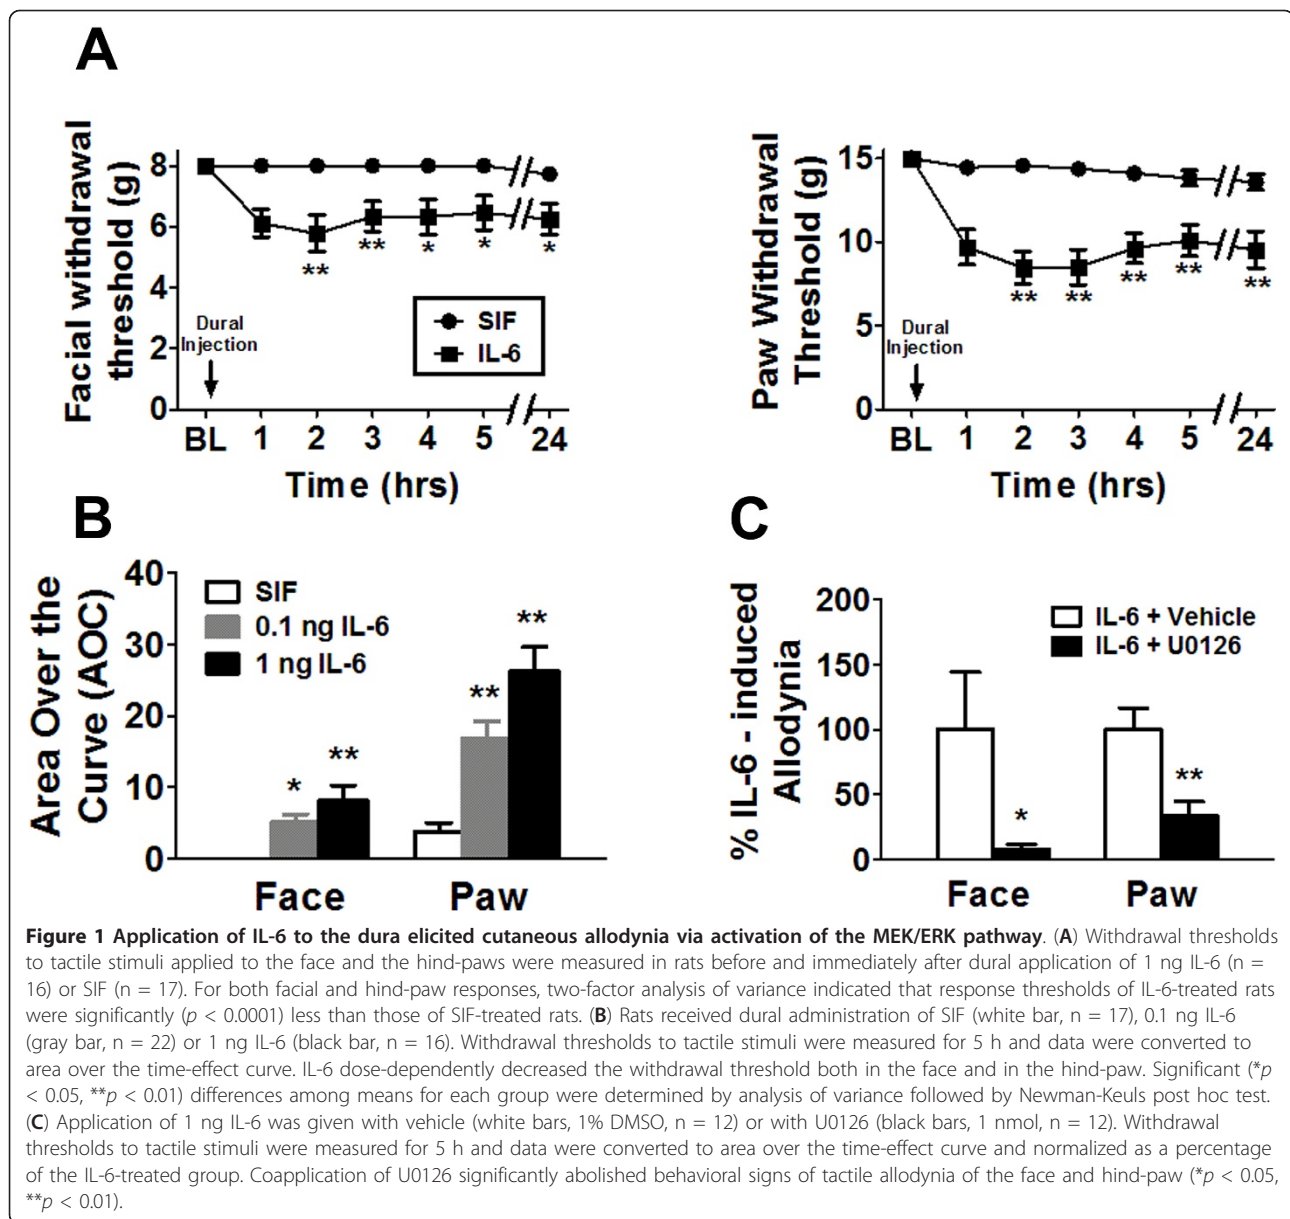 A
Facial withdrawal
threshold (g)
8
6
4
2
0
Dural
Injection
SIF
IL-6
**
**
*
*
*
BL 1 2 3 4 5 24
Time (hrs)
Paw Withdrawal
Threshold (g)
15
10
5
0
Dural
Injection
**
**
**
**
**
BL 1 2 3 4 5 24
Time (hrs)
B
Area Over the
Curve (AOC)
40
30
20
10
0
SIF
0.1 ng IL-6
1 ng IL-6
*
**
**
**
Face Paw
C
% IL-6 - induced
Allodynia
200
150
100
50
0
IL-6 + Vehicle
IL-6 + U0126
*
**
Face Paw
Figure 1 Application of IL-6 to the dura elicited cutaneous allodynia via activation of the MEK/ERK pathway. (A) Withdrawal thresholds
to tactile stimuli applied to the face and the hind-paws were measured in rats before and immediately after dural application of 1 ng IL-6 (n =
16) or SIF (n = 17). For both facial and hind-paw responses, two-factor analysis of variance indicated that response thresholds of IL-6-treated rats
were significantly (p < 0.0001) less than those of SIF-treated rats. (B) Rats received dural administration of SIF (white bar, n = 17), 0.1 ng IL-6
(gray bar, n = 22) or 1 ng IL-6 (black bar, n = 16). Withdrawal thresholds to tactile stimuli were measured for 5 h and data were converted to
area over the time-effect curve. IL-6 dose-dependently decreased the withdrawal threshold both in the face and in the hind-paw. Significant (*p
< 0.05, **p < 0.01) differences among means for each group were determined by analysis of variance followed by Newman-Keuls post hoc test.
(C) Application of 1 ng IL-6 was given with vehicle (white bars, 1% DMSO, n = 12) or with U0126 (black bars, 1 nmol, n = 12). Withdrawal
thresholds to tactile stimuli were measured for 5 h and data were converted to area over the time-effect curve and normalized as a percentage
of the IL-6-treated group. Coapplication of U0126 significantly abolished behavioral signs of tactile allodynia of the face and hind-paw (*p < 0.05,
**p < 0.01).